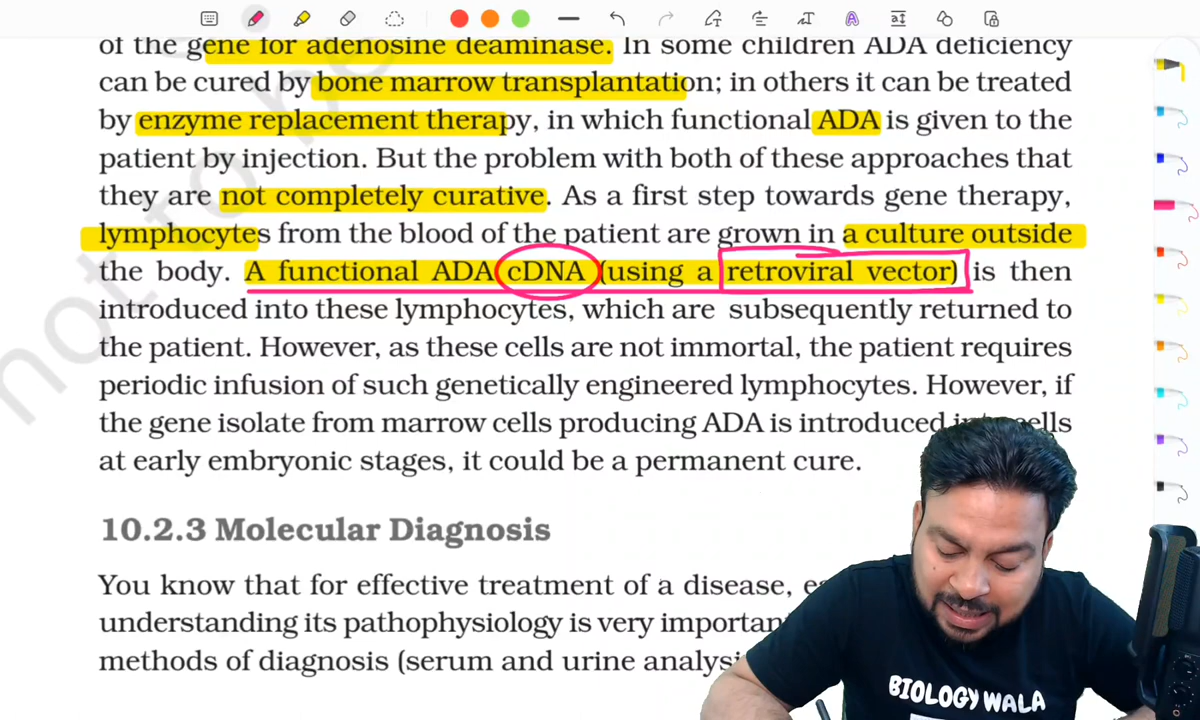 of the gene for adenosine deaminase. In some children ADA deficiency
can be cured by bone marrow transplantation; in others it can be treated
by enzyme replacement therapy, in which functional ADA is given to the
patient by injection. But the problem with both of these approaches that
they are not completely curative. As a first step towards gene therapy,
lymphocytes from the blood of the patient are grown in a culture outside
the body. A functional ADA cDNA (using a retroviral vector) is then
introduced into these lymphocytes, which are subsequently returned to
the patient. However, as these cells are not immortal, the patient requires
periodic infusion of such genetically engineered lymphocytes. However, if
the gene isolate from marrow cells producing ADA is introduced into cells
at early embryonic stages, it could be a permanent cure.
10.2.3 Molecular Diagnosis
You know that for effective treatment of a disease,
understanding its pathophysiology is very important
methods of diagnosis (serum and urine
not to be
BIOLOGY WALA